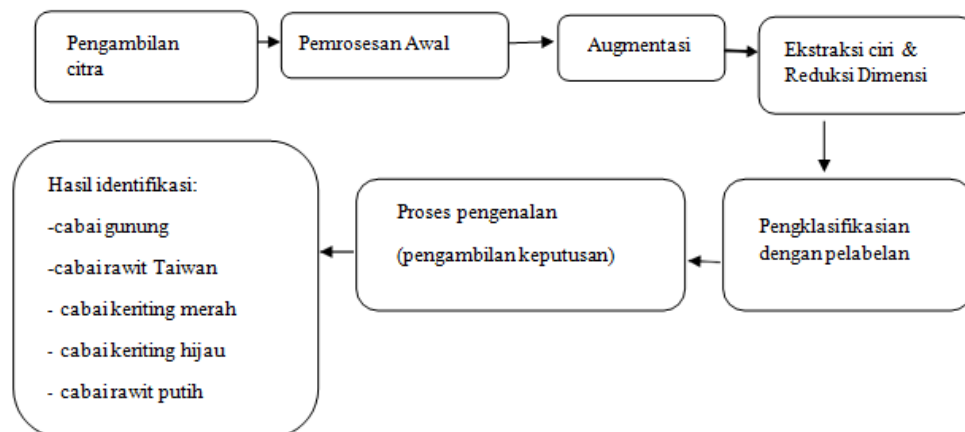 Pengambilan
citra
Pemrosesan Awal
Augmentasi
Ekstraksi ciri &
Reduksi Dimensi
Pengklasifikasian
dengan pelabelan
Proses pengenalan
(pengambilan keputusan)
Hasil identifikasi:
-cabai gunung
-cabai rawit Taiwan
- cabai keriting merah
- cabai keriting hijau
- cabai rawit putih